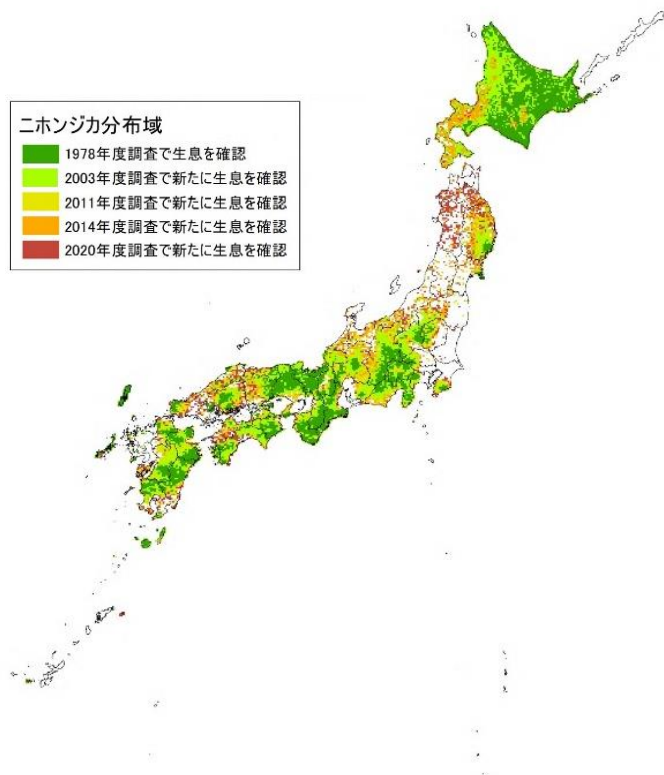 ニホンジカ分布域
1978年度調査で生息を確認
2003年度調査で新たに生息を確認
2011年度調査で新たに生息を確認
2014年度調査で新たに生息を確認
2020年度調査で新たに生息を確認